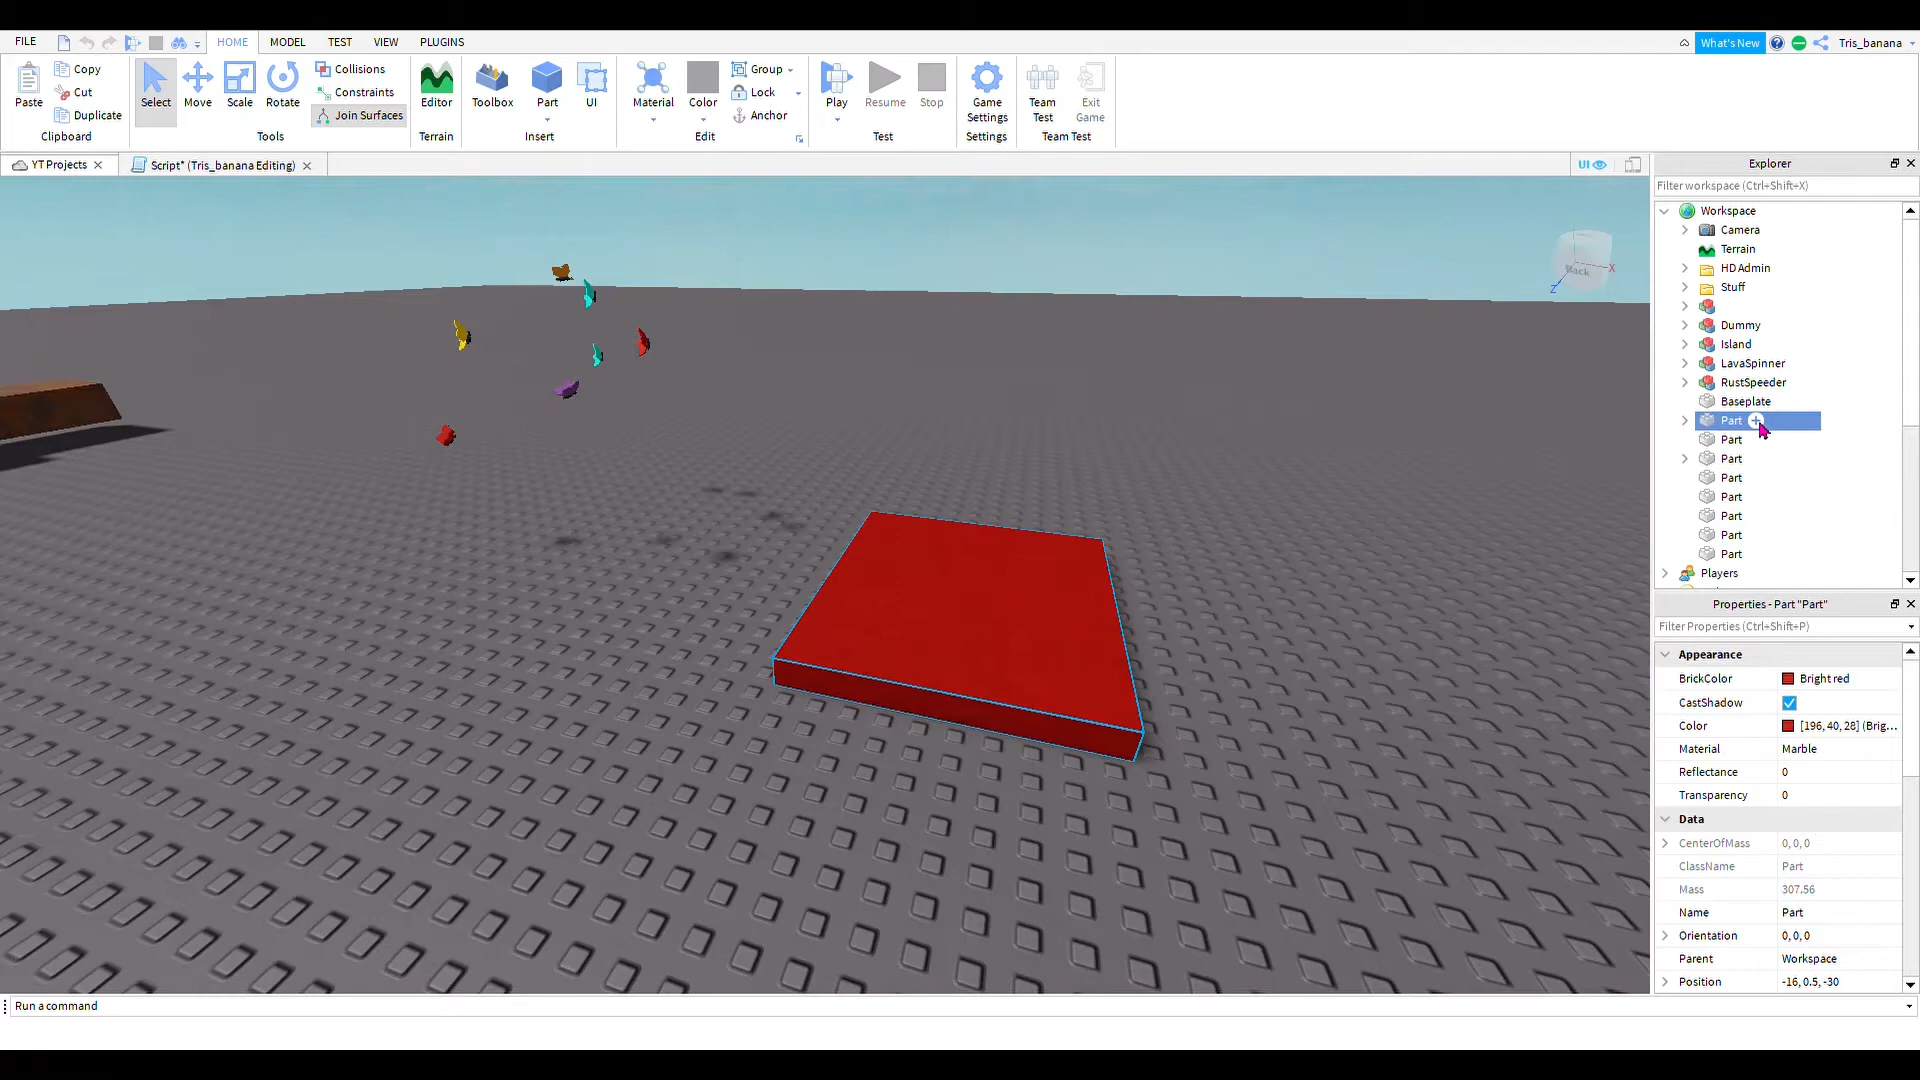 FILE
HOME
MODEL
TEST
VIEW
PLUGINS
What's New
?
Tris_banana
Paste
Copy
Cut
Duplicate
Clipboard
Select
Move
Scale
Rotate
Collisions
Constraints
Join Surfaces
Tools
Editor
Terrain
Toolbox
Part
UI
Insert
Material
Color
Group
Lock
Anchor
Edit
Play
Resume
Stop
Test
Game
Settings
Settings
Team
Test
Exit
Game
Team Test
YT Projects
Script* (Tris_banana Editing)
UI
Back
X
Z
Explorer
Filter workspace (Ctrl+Shift+X)
Workspace
Camera
Terrain
HD Admin
Stuff
Dummy
Island
LavaSpinner
RustSpeeder
Baseplate
Part
Part
Part
Part
Part
Part
Part
Part
Players
Properties - Part "Part"
Filter Properties (Ctrl+Shift+P)
Appearance
BrickColor Bright red
CastShadow
Color [196, 40, 28] (Brig...
Material Marble
Reflectance 0
Transparency 0
Data
CenterOfMass 0, 0, 0
ClassName Part
Mass 307.56
Name Part
Orientation 0, 0, 0
Parent Workspace
Position -16, 0.5, -30
Run a command